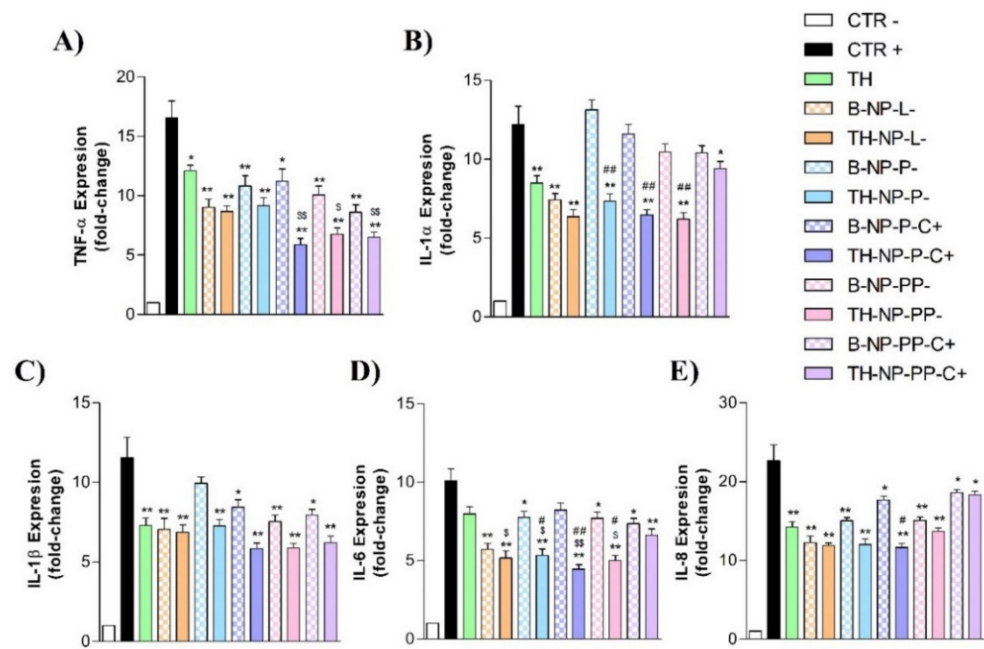 A)
TNF-α Expresion
(fold-change)
20
15
10
5
0
*
**
**
**
**
*
$$
**
**
$
**
**
$$
**
B)
IL-1α Expresion
(fold-change)
15
10
5
0
**
**
**
##
**
##
**
##
**
*
CTR -
CTR +
TH
B-NP-L-
TH-NP-L-
B-NP-P-
TH-NP-P-
B-NP-P-C+
TH-NP-P-C+
B-NP-PP-
TH-NP-PP-
B-NP-PP-C+
TH-NP-PP-C+
C)
IL-1β Expresion
(fold-change)
15
10
5
0
**
**
**
**
*
**
**
**
*
**
D)
IL-6 Expresion
(fold-change)
15
10
5
0
**
$
**
*
#
$
**
##
$$
**
*
#
$
**
*
**
E)
IL-8 Expresion
(fold-change)
30
20
10
0
**
**
**
**
**
*
#
**
**
**
*
*